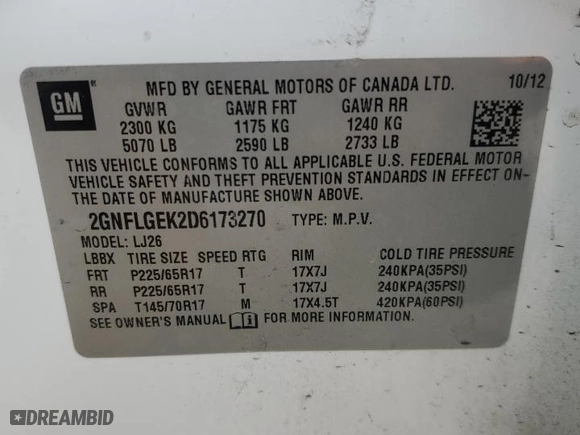 GM
MFD BY GENERAL MOTORS OF CANADA LTD. 10/12
GVWR GAWR FRT GAWR RR
2300 KG 1175 KG 1240 KG
5070 LB 2590 LB 2733 LB
THIS VEHICLE CONFORMS TO ALL APPLICABLE U.S. FEDERAL MOTOR
VEHICLE SAFETY AND THEFT PREVENTION STANDARDS IN EFFECT ON
THE DATE OF MANUFACTURE SHOWN ABOVE.
2GNFLGEK2D6173270 TYPE: M.P.V.
MODEL: LJ26
LBBX TIRE SIZE SPEED RTG RIM COLD TIRE PRESSURE
FRT P225/65R17 T 17X7J 240KPA(35PSI)
RR P225/65R17 T 17X7J 240KPA(35PSI)
SPA T145/70R17 M 17X4.5T 420KPA(60PSI)
SEE OWNER'S MANUAL FOR MORE INFORMATION.
DREAMBID